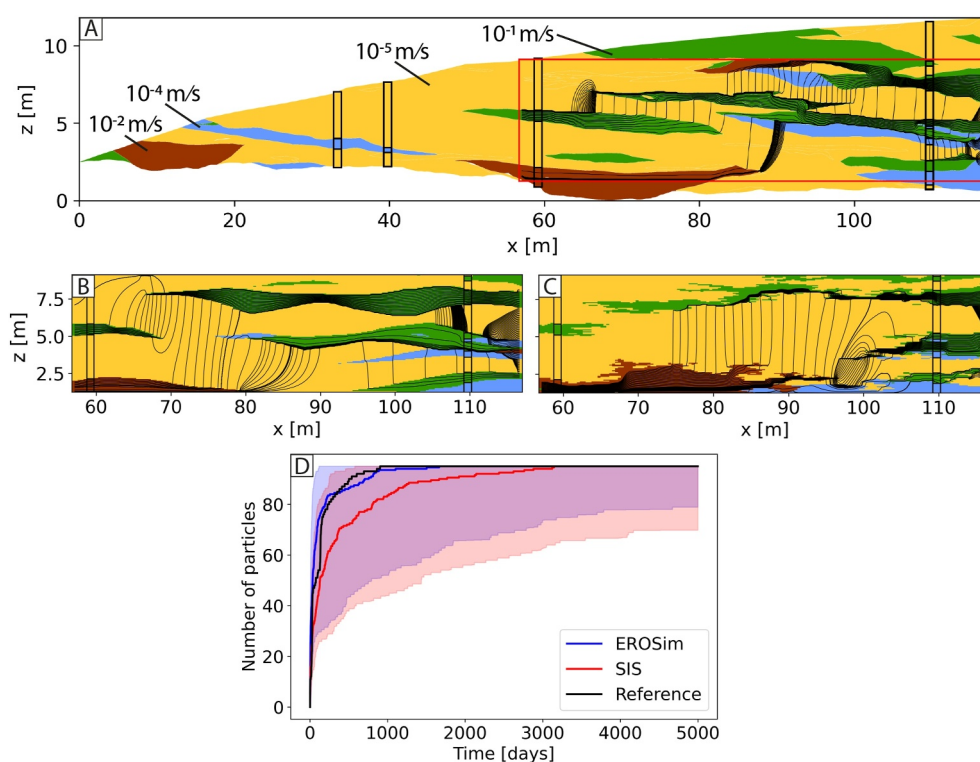 A
10⁻¹ m/s
10⁻⁵ m/s
10⁻⁴ m/s
10⁻² m/s
z [m]
10
5
0
0 20 40 60 80 100
x [m]
B
z [m]
7.5
5.0
2.5
60 70 80 90 100 110
x [m]
C
60 70 80 90 100 110
x [m]
D
Number of particles
80
60
40
20
0
EROSim
SIS
Reference
0 1000 2000 3000 4000 5000
Time [days]